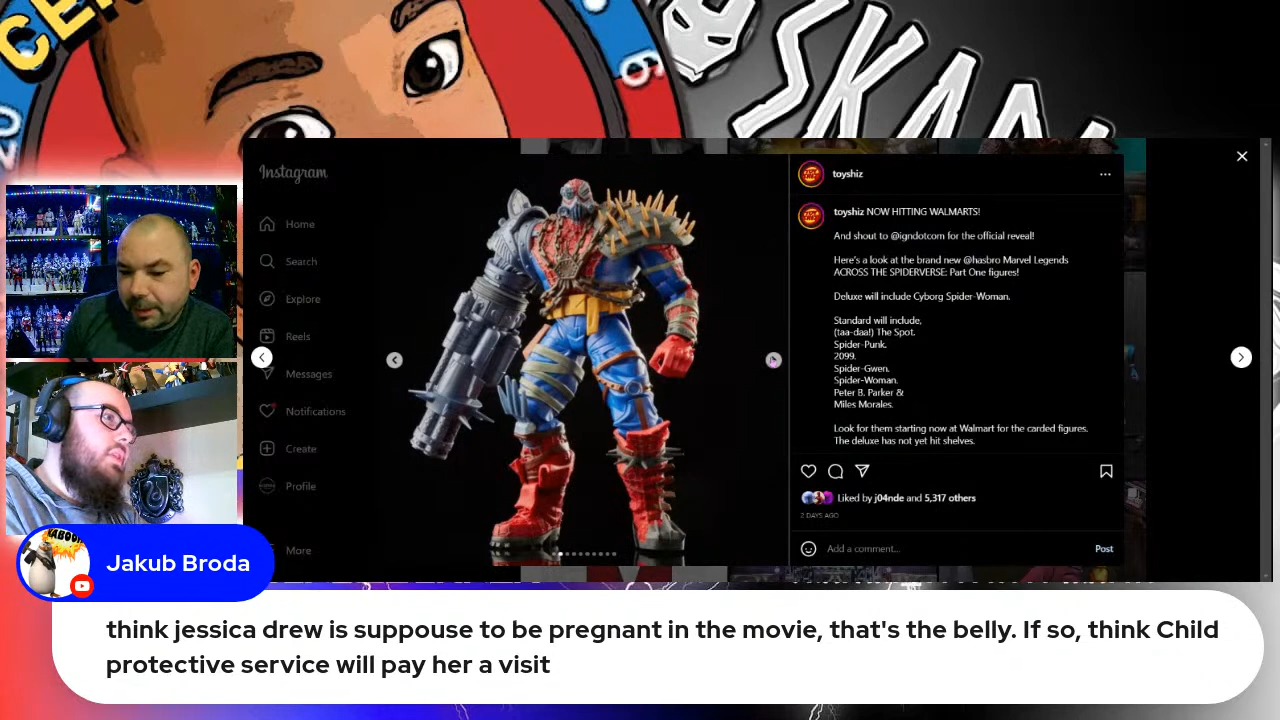 CEN
SKAL
Instagram
Home
Search
Explore
Reels
Messages
Notifications
Create
Profile
More
toyshiz
toyshiz NOW HITTING WALMARTS!
And shout to @igndotcom for the official reveal!
Here's a look at the brand new @hasbro Marvel Legends
ACROSS THE SPIDERVERSE: Part One figures!
Deluxe will include Cyborg Spider-Woman.
Standard will include,
(taa-daa!) The Spot.
Spider-Punk.
2099.
Spider-Gwen.
Spider-Woman.
Peter B. Parker &
Miles Morales.
Look for them starting now at Walmart for the carded figures.
The deluxe has not yet hit shelves.
Liked by j04nde and 5,317 others
2 DAYS AGO
Add a comment...
Post
KABOOM
Jakub Broda
think jessica drew is suppouse to be pregnant in the movie, that's the belly. If so, think Child
protective service will pay her a visit